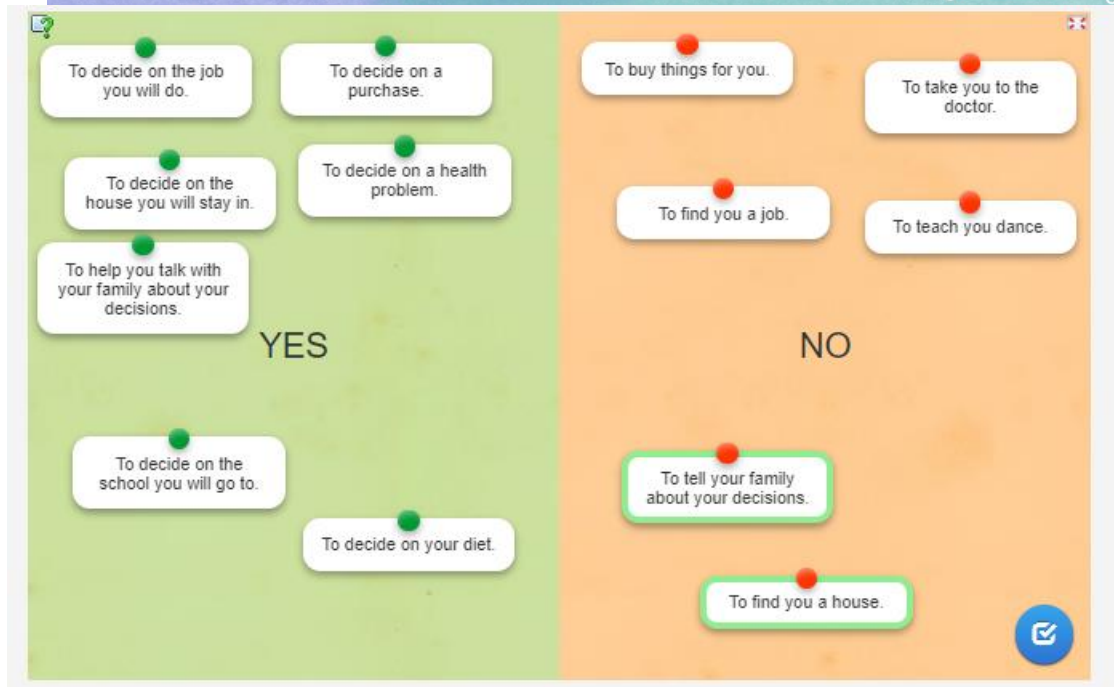 To decide on the job
you will do.
To decide on a
purchase.
To decide on the
house you will stay in.
To decide on a health
problem.
To help you talk with
your family about your
decisions.
YES
To decide on the
school you will go to.
To decide on your diet.
To buy things for you.
To take you to the
doctor.
To find you a job.
To teach you dance.
NO
To tell your family
about your decisions.
To find you a house.